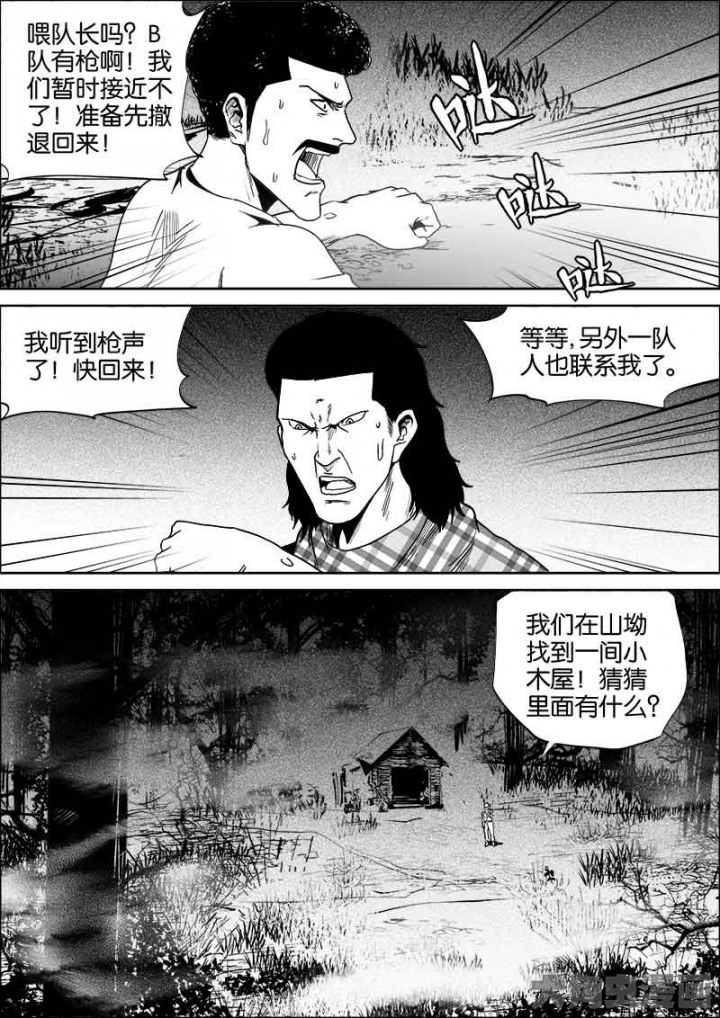 喂队长吗？B
队有枪啊！我
们暂时接近不
了！准备先撤
退回来！
哒
哒
哒
我听到枪声
了！快回来！
等等,另外一队
人也联系我了。
我们在山坳
找到一间小
木屋！猜猜
里面有什么？